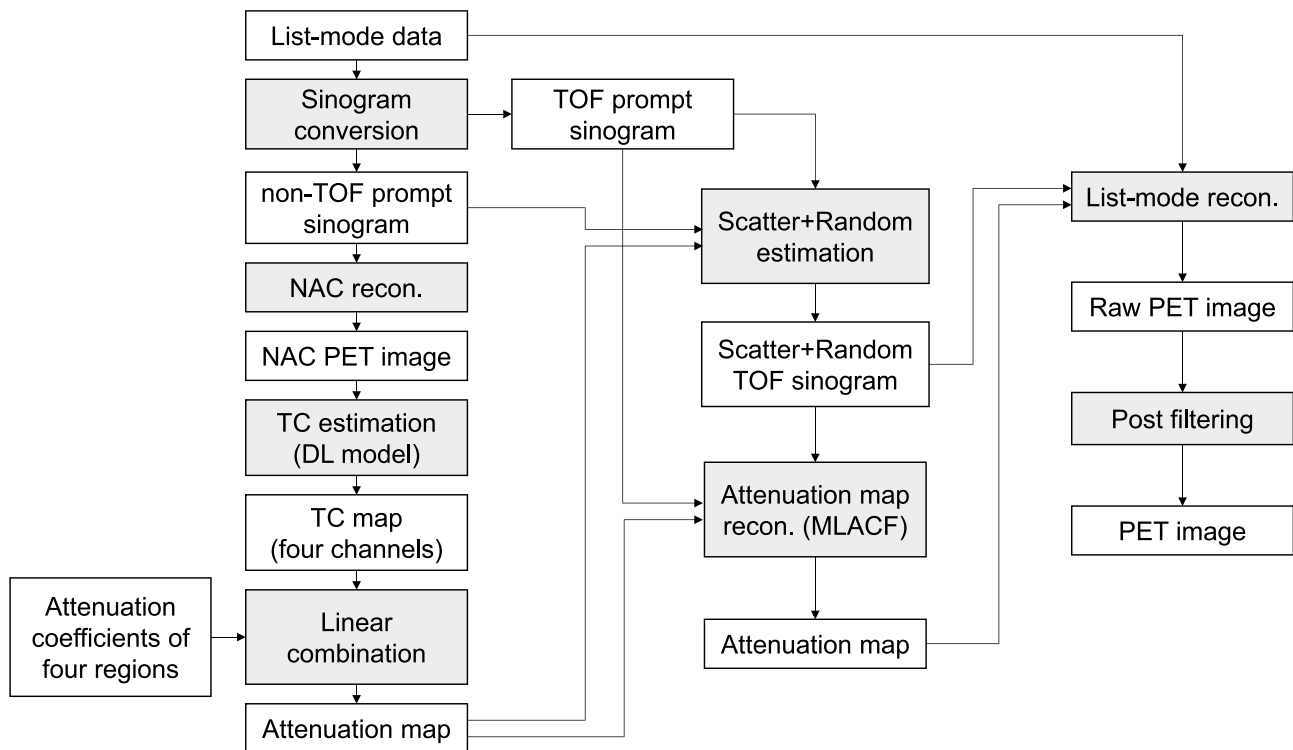 List-mode data
Sinogram
conversion
TOF prompt
sinogram
non-TOF prompt
sinogram
NAC recon.
NAC PET image
TC estimation
(DL model)
TC map
(four channels)
Attenuation
coefficients of
four regions
Linear
combination
Attenuation map
Scatter+Random
estimation
Scatter+Random
TOF sinogram
Attenuation map
recon. (MLACF)
Attenuation map
List-mode recon.
Raw PET image
Post filtering
PET image